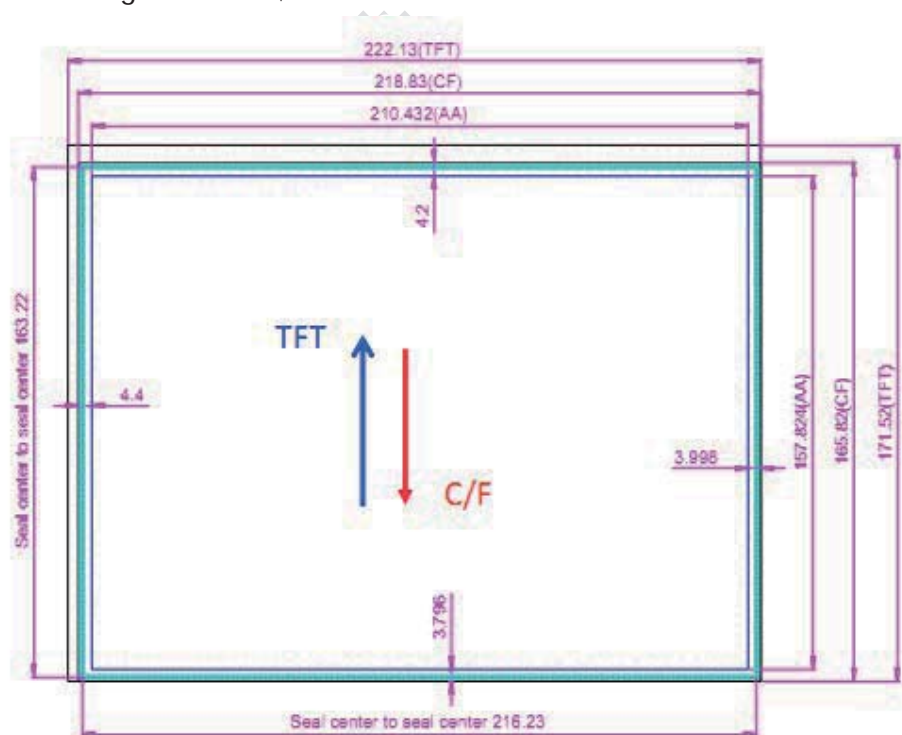 222.13(TFT)
218.83(CF)
210.432(AA)
4.2
Seal center to seal center 163.22
TFT
4.4
C/F
3.998
157.824(AA)
165.82(CF)
171.52(TFT)
3.796
Seal center to seal center 216.23